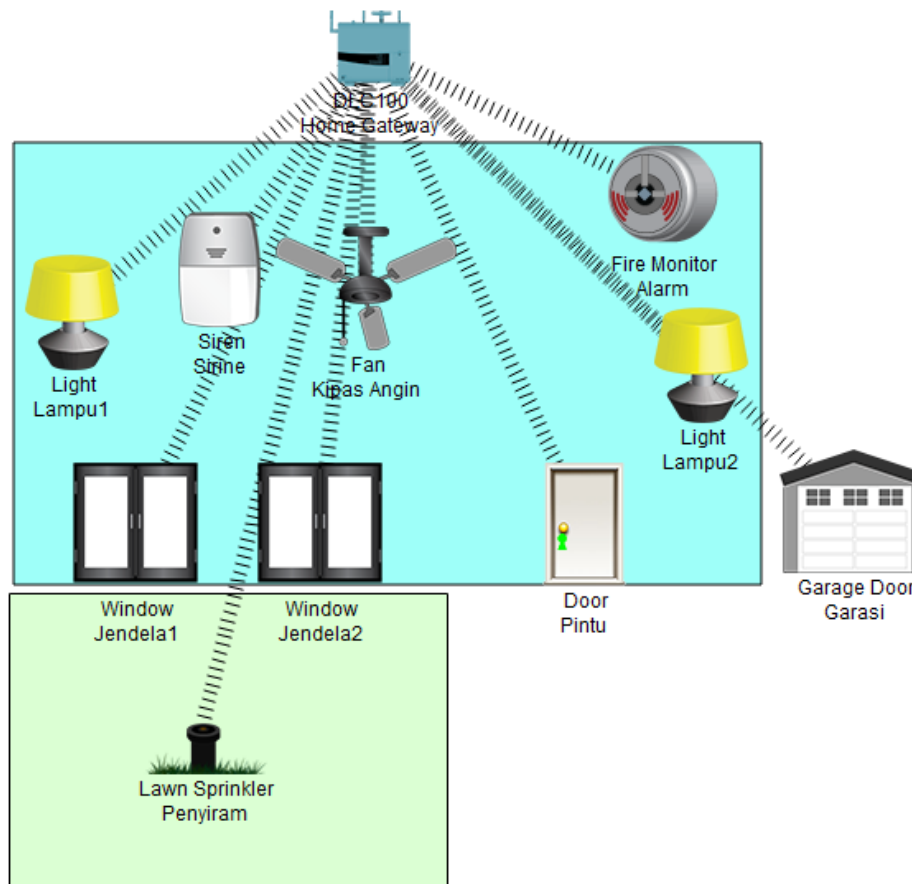 DLC100
Home Gateway
Fire Monitor
Alarm
Siren
Sirine
Fan
Kipas Angin
Light
Lampu1
Light
Lampu2
Window
Jendela1
Window
Jendela2
Door
Pintu
Garage Door
Garasi
Lawn Sprinkler
Penyiram